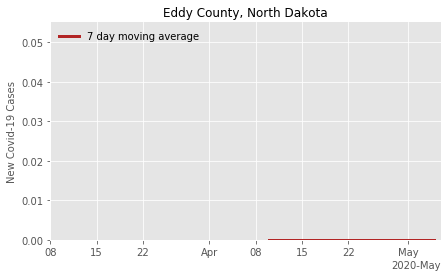 Eddy County, North Dakota
7 day moving average
New Covid-19 Cases
0.05
0.04
0.03
0.02
0.01
0.00
08 15 22 Apr 08 15 22 May
2020-May